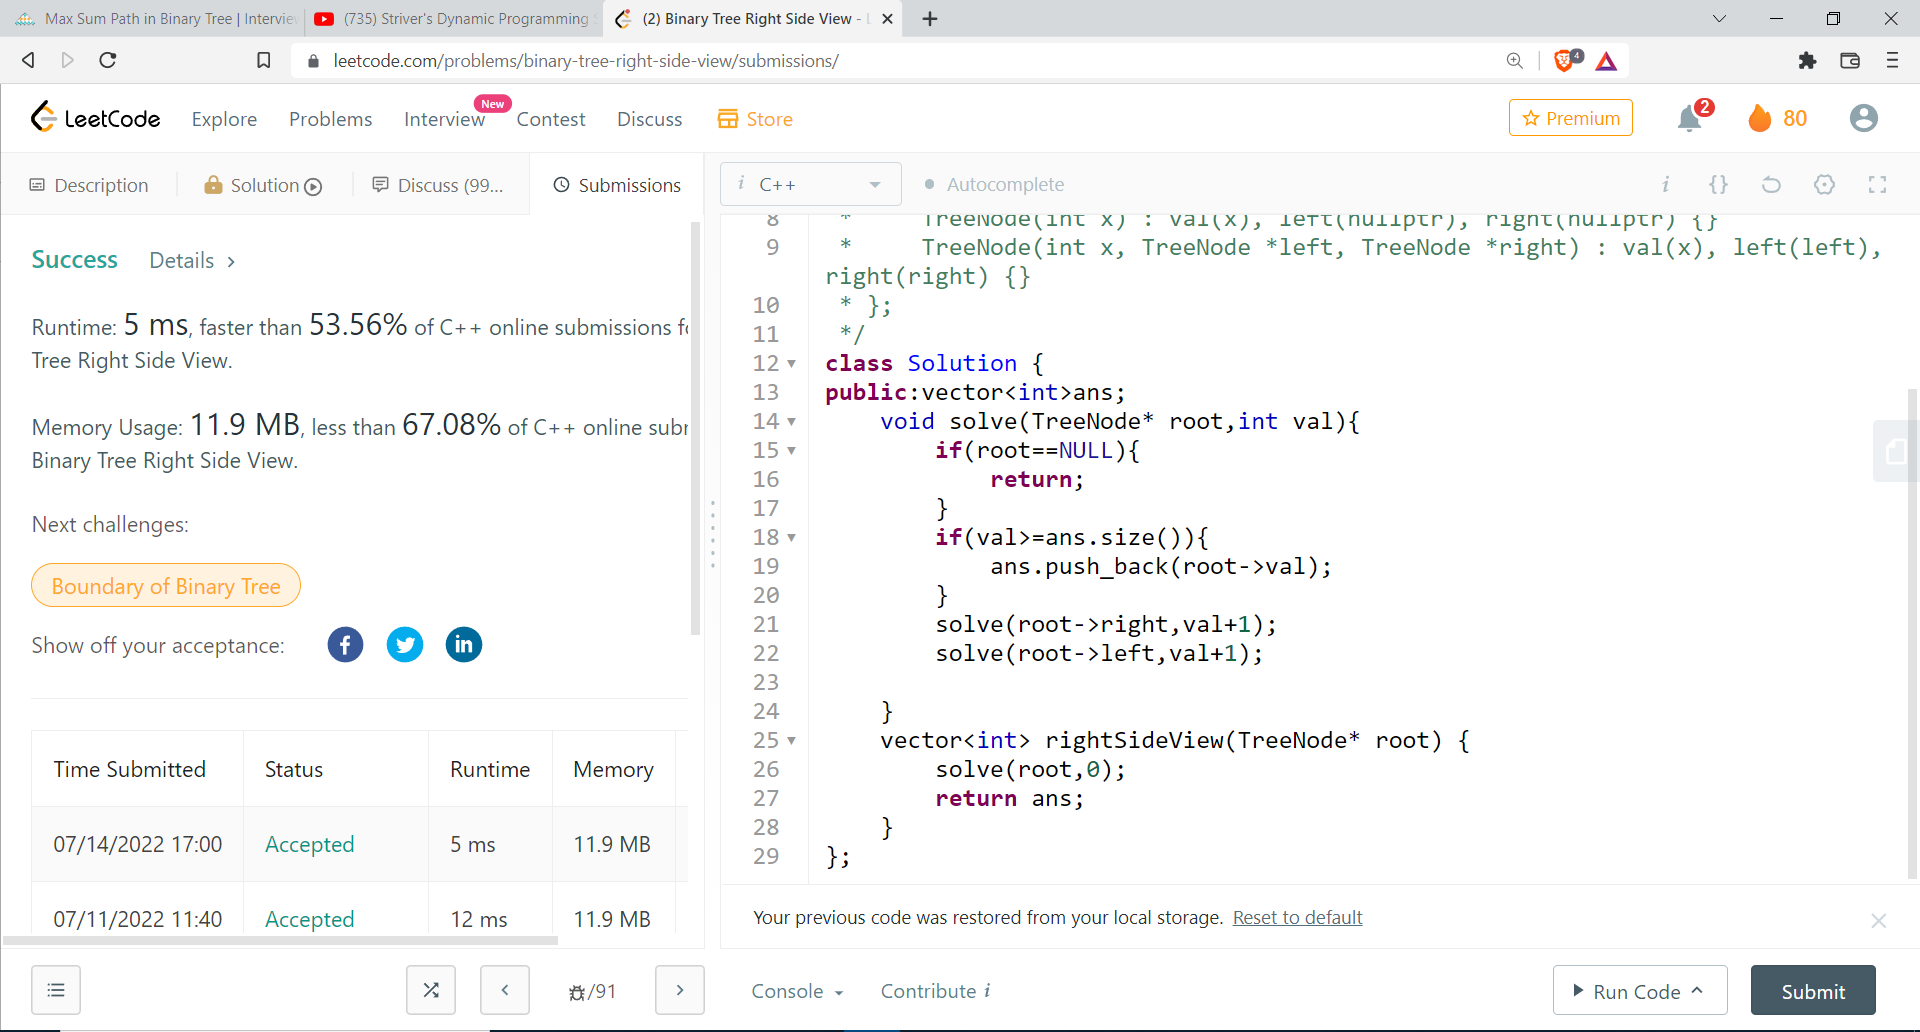 Max Sum Path in Binary Tree | Intervie
(735) Striver's Dynamic Programming S
(2) Binary Tree Right Side View - L
leetcode.com/problems/binary-tree-right-side-view/submissions/
4
LeetCode
Explore
Problems
Interview
New
Contest
Discuss
Store
Premium
2
80
Description
Solution
Discuss (99...
Submissions
i C++
Autocomplete
i {}
Success
Details >
Runtime: 5 ms, faster than 53.56% of C++ online submissions fo
Tree Right Side View.
Memory Usage: 11.9 MB, less than 67.08% of C++ online subm
Binary Tree Right Side View.
Next challenges:
Boundary of Binary Tree
Show off your acceptance:
Time Submitted Status Runtime Memory
07/14/2022 17:00 Accepted 5 ms 11.9 MB
07/11/2022 11:40 Accepted 12 ms 11.9 MB
8 * TreeNode(int x) : val(x), left(nullptr), right(nullptr) {}
9 * TreeNode(int x, TreeNode *left, TreeNode *right) : val(x), left(left),
right(right) {}
10 * };
11 */
12 class Solution {
13 public:vector<int>ans;
14 void solve(TreeNode* root,int val){
15 if(root==NULL){
16 return;
17 }
18 if(val>=ans.size()){
19 ans.push_back(root->val);
20 }
21 solve(root->right,val+1);
22 solve(root->left,val+1);
23
24 }
25 vector<int> rightSideView(TreeNode* root) {
26 solve(root,0);
27 return ans;
28 }
29 };
Your previous code was restored from your local storage. Reset to default
/91
Console
Contribute i
Run Code
Submit